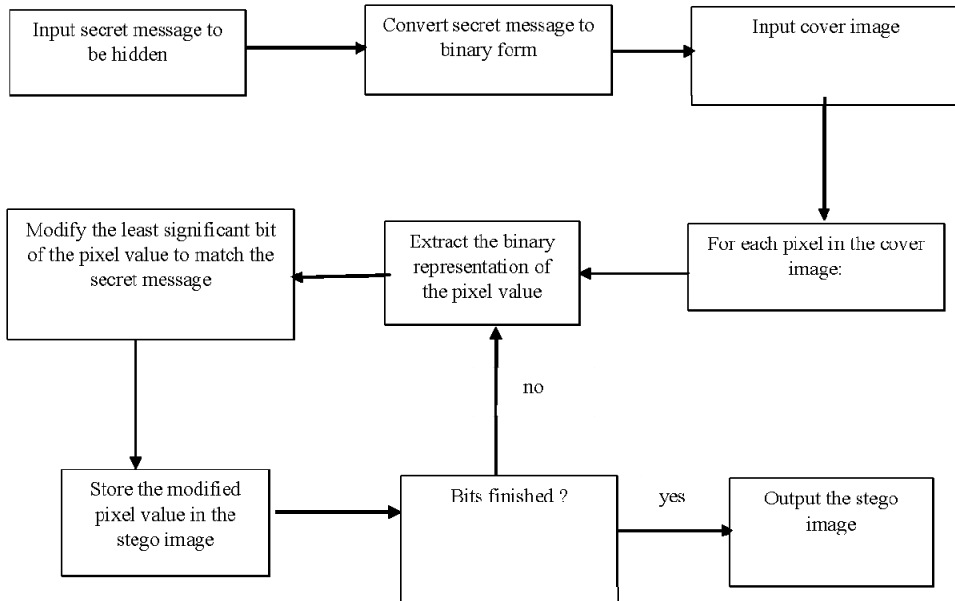 Input secret message to
be hidden
Convert secret message to
binary form
Input cover image
For each pixel in the cover
image:
Extract the binary
representation of
the pixel value
Modify the least significant bit
of the pixel value to match the
secret message
Store the modified
pixel value in the
stego image
Bits finished ?
no
yes
Output the stego
image